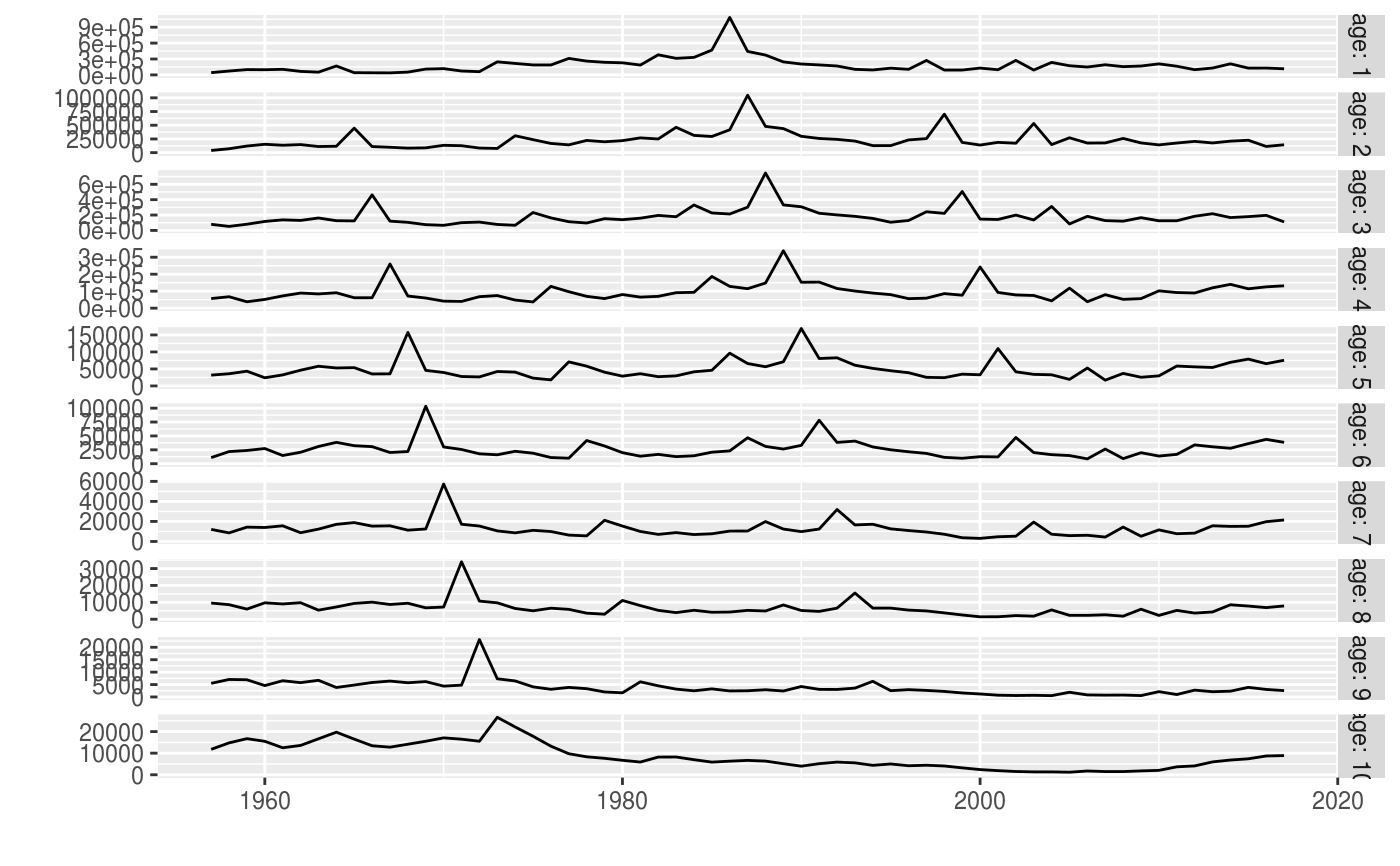 9e+05
6e+05
3e+05
0e+00
age: 1
1000000
750000
500000
250000
0
age: 2
6e+05
4e+05
2e+05
0e+00
age: 3
3e+05
2e+05
1e+05
0e+00
age: 4
150000
100000
50000
0
age: 5
100000
75000
50000
25000
0
age: 6
60000
40000
20000
0
age: 7
30000
20000
10000
0
age: 8
20000
15000
10000
5000
0
age: 9
20000
10000
0
age: 10
1960 1980 2000 2020